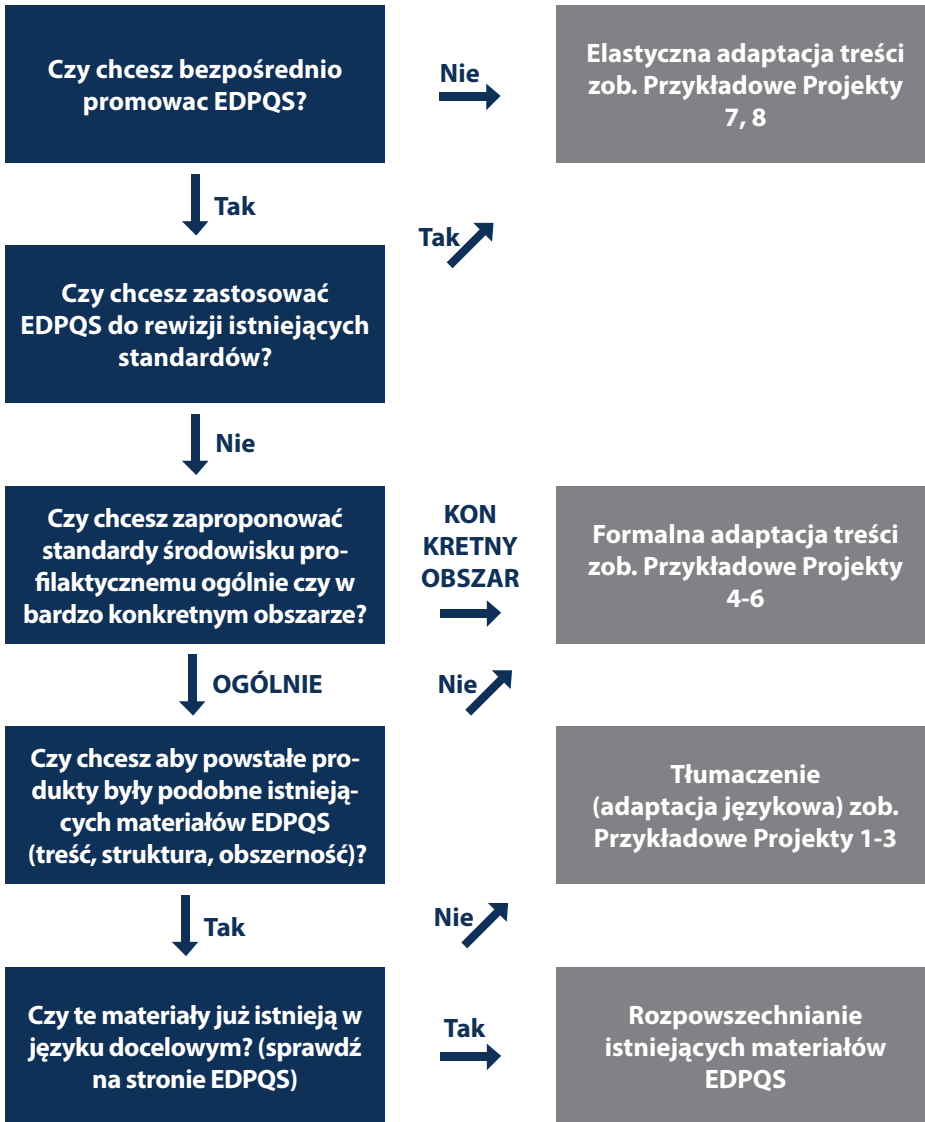 Czy chcesz bezpośrednio
promowac EDPQS?
Nie
Elastyczna adaptacja treści
zob. Przykładowe Projekty
7, 8
Tak
Tak
Czy chcesz zastosować
EDPQS do rewizji istniejących
standardów?
Nie
Czy chcesz zaproponować
standardy środowisku pro-
filaktycznemu ogólnie czy w
bardzo konkretnym obszarze?
KON
KRETNY
OBSZAR
Formalna adaptacja treści
zob. Przykładowe Projekty
4-6
OGÓLNIE
Nie
Czy chcesz aby powstałe pro-
dukty były podobne istnieją-
cych materiałów EDPQS
(treść, struktura, obszerność)?
Tłumaczenie
(adaptacja językowa) zob.
Przykładowe Projekty 1-3
Tak
Nie
Czy te materiały już istnieją w
języku docelowym? (sprawdź
na stronie EDPQS)
Tak
Rozpowszechnianie
istniejących materiałów
EDPQS